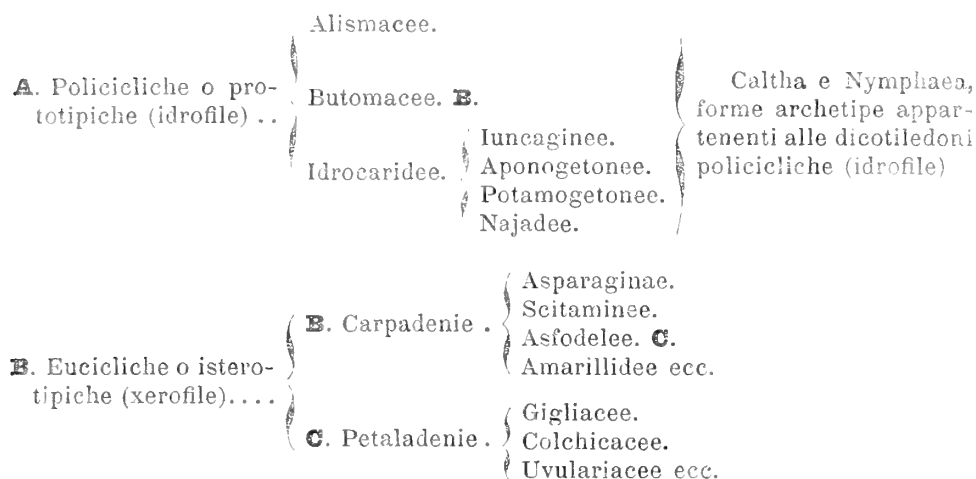 Alismacee.
A. Policicliche o pro-
totipiche (idrofile) ..
Butomacee. B.
Idrocaridee.
Iuncaginee.
Aponogetonee.
Potamogetonee.
Najadee.
Caltha e Nymphaea,
forme archetipe appar-
tenenti alle dicotiledoni
policicliche (idrofile)
B. Eucicliche o istero-
tipiche (xerofile)....
B. Carpadenie .
Asparaginae.
Scitaminee.
Asfodelee. C.
Amarillidee ecc.
C. Petaladenie .
Gigliacee.
Colchicacee.
Uvulariacee ecc.